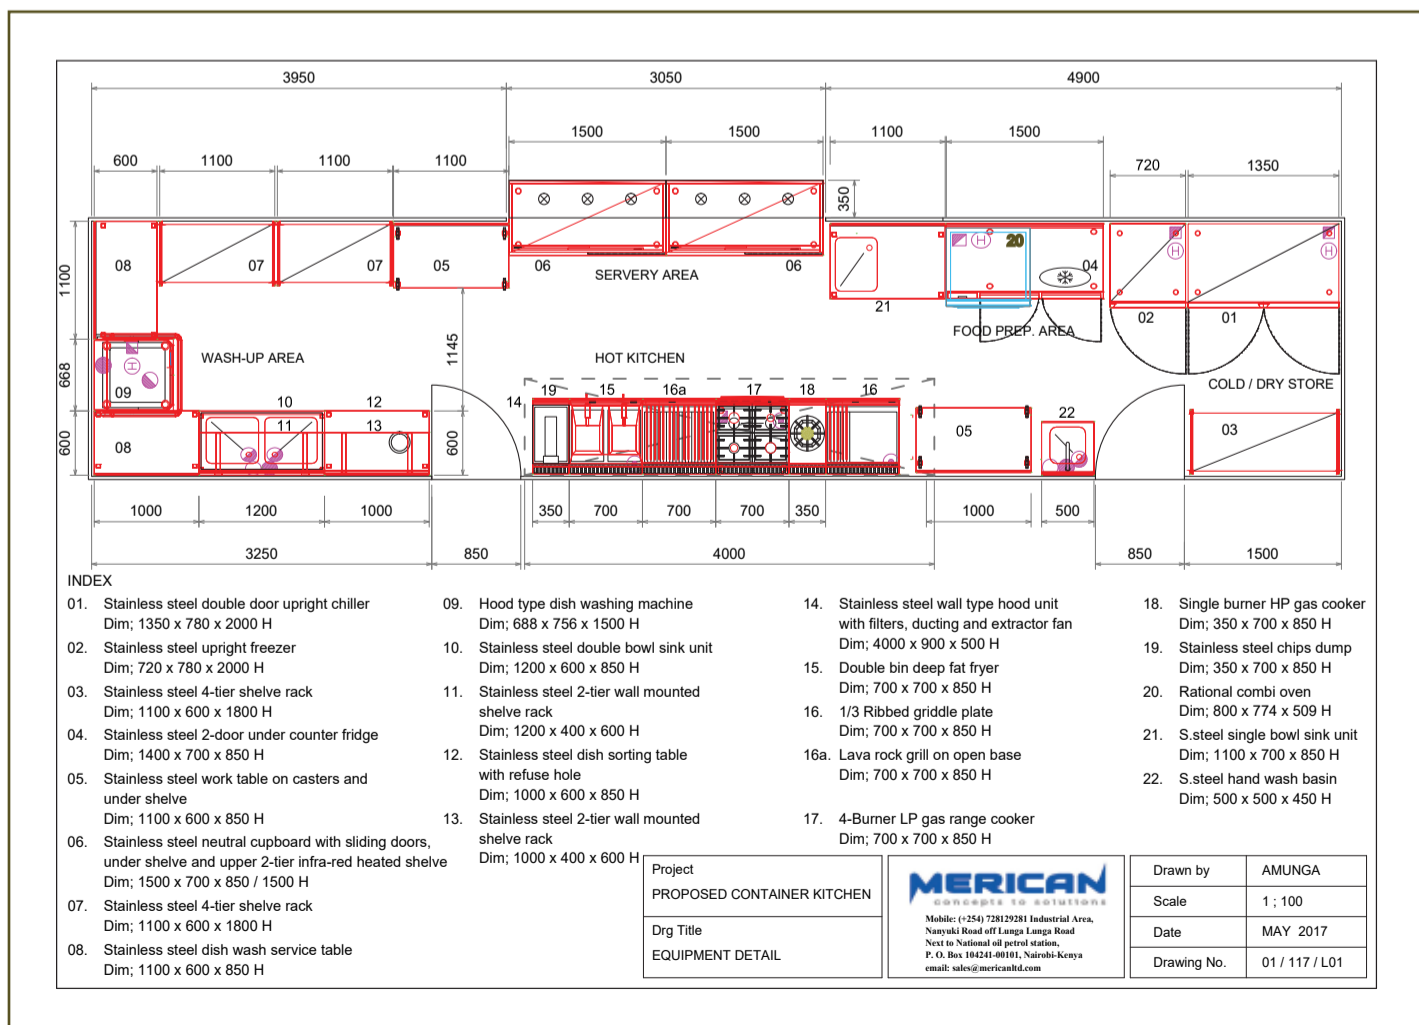 3950 3050 4900
1500 1500 1100 1500
600 1100 1100 1100 720 1350
350
08 07 07 05 06 06 20 04
SERVERY AREA
21 02 01
FOOD PREP. AREA
H H H
1100
1145
WASH-UP AREA HOT KITCHEN
COLD / DRY STORE
668
H
09 10 12 14 19 15 16a 17 18 16
11 13 22
08 05 03
600 600
1000 1200 1000 350 700 700 700 350 1000 500
3250 850 4000 850 1500
INDEX
01. Stainless steel double door upright chiller
Dim; 1350 x 780 x 2000 H
02. Stainless steel upright freezer
Dim; 720 x 780 x 2000 H
03. Stainless steel 4-tier shelve rack
Dim; 1100 x 600 x 1800 H
04. Stainless steel 2-door under counter fridge
Dim; 1400 x 700 x 850 H
05. Stainless steel work table on casters and
under shelve
Dim; 1100 x 600 x 850 H
06. Stainless steel neutral cupboard with sliding doors,
under shelve and upper 2-tier infra-red heated shelve
Dim; 1500 x 700 x 850 / 1500 H
07. Stainless steel 4-tier shelve rack
Dim; 1100 x 600 x 1800 H
08. Stainless steel dish wash service table
Dim; 1100 x 600 x 850 H
09. Hood type dish washing machine
Dim; 688 x 756 x 1500 H
10. Stainless steel double bowl sink unit
Dim; 1200 x 600 x 850 H
11. Stainless steel 2-tier wall mounted
shelve rack
Dim; 1200 x 400 x 600 H
12. Stainless steel dish sorting table
with refuse hole
Dim; 1000 x 600 x 850 H
13. Stainless steel 2-tier wall mounted
shelve rack
Dim; 1000 x 400 x 600 H
14. Stainless steel wall type hood unit
with filters, ducting and extractor fan
Dim; 4000 x 900 x 500 H
15. Double bin deep fat fryer
Dim; 700 x 700 x 850 H
16. 1/3 Ribbed griddle plate
Dim; 700 x 700 x 850 H
16a. Lava rock grill on open base
Dim; 700 x 700 x 850 H
17. 4-Burner LP gas range cooker
Dim; 700 x 700 x 850 H
18. Single burner HP gas cooker
Dim; 350 x 700 x 850 H
19. Stainless steel chips dump
Dim; 350 x 700 x 850 H
20. Rational combi oven
Dim; 800 x 774 x 509 H
21. S.steel single bowl sink unit
Dim; 1100 x 700 x 850 H
22. S.steel hand wash basin
Dim; 500 x 500 x 450 H
Project
PROPOSED CONTAINER KITCHEN
Drg Title
EQUIPMENT DETAIL
MERICAN
concepts to solutions
Mobile: (+254) 728129281 Industrial Area,
Nanyuki Road off Lunga Lunga Road
Next to National oil petrol station,
P. O. Box 104241-00101, Nairobi-Kenya
email: sales@mericanltd.com
Drawn by AMUNGA
Scale 1 ; 100
Date MAY 2017
Drawing No. 01 / 117 / L01